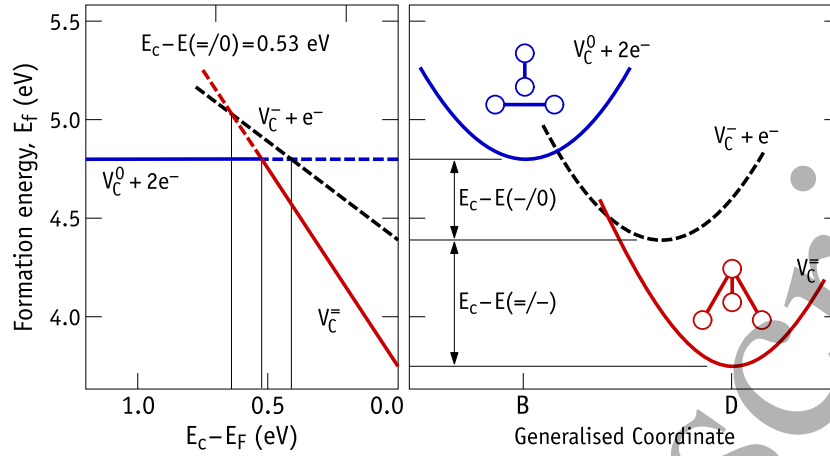 5.5
5.0
4.5
4.0
Formation energy, E_f (eV)
E_c–E(=/0)=0.53 eV
V_C^– + e^–
V_C^0 + 2e^–
V_C^=
1.0
0.5
0.0
E_c–E_F (eV)
V_C^0 + 2e^–
V_C^– + e^–
E_c–E(–/0)
E_c–E(=/–)
V_C^=
B
D
Generalised Coordinate